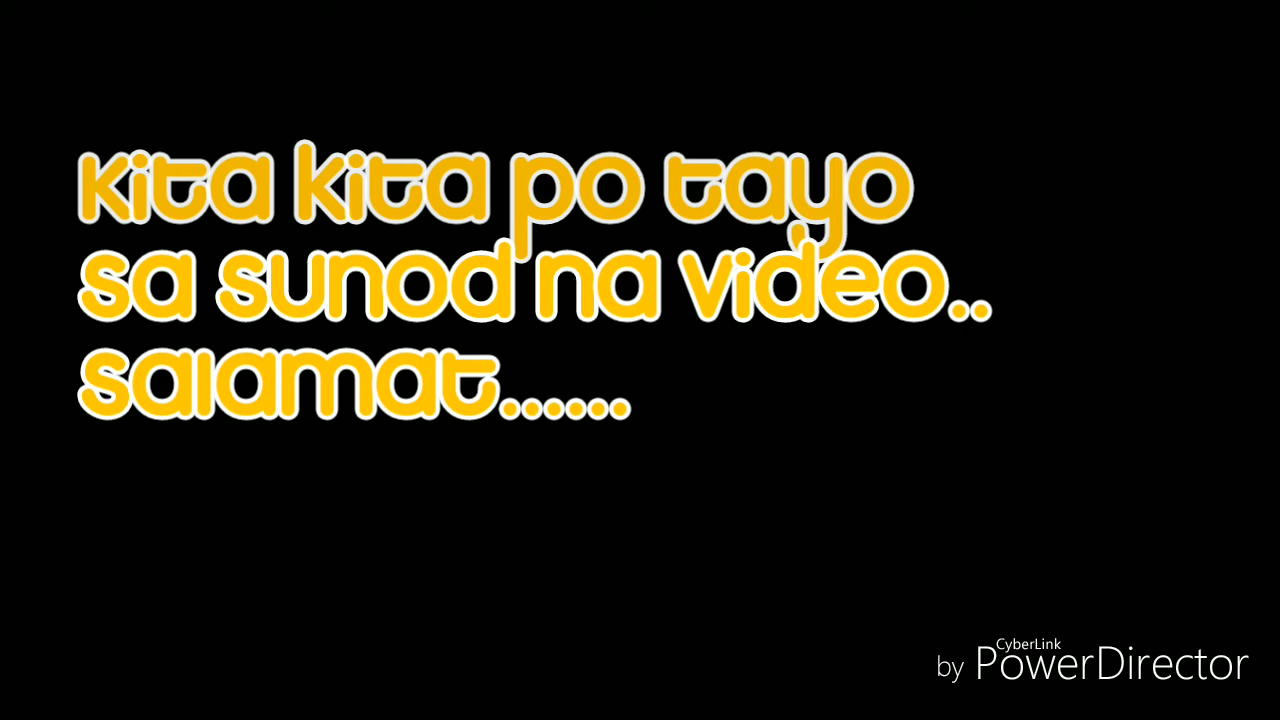 Kita kita po tayo
sa sunod na video..
salamat......
by CyberLink PowerDirector